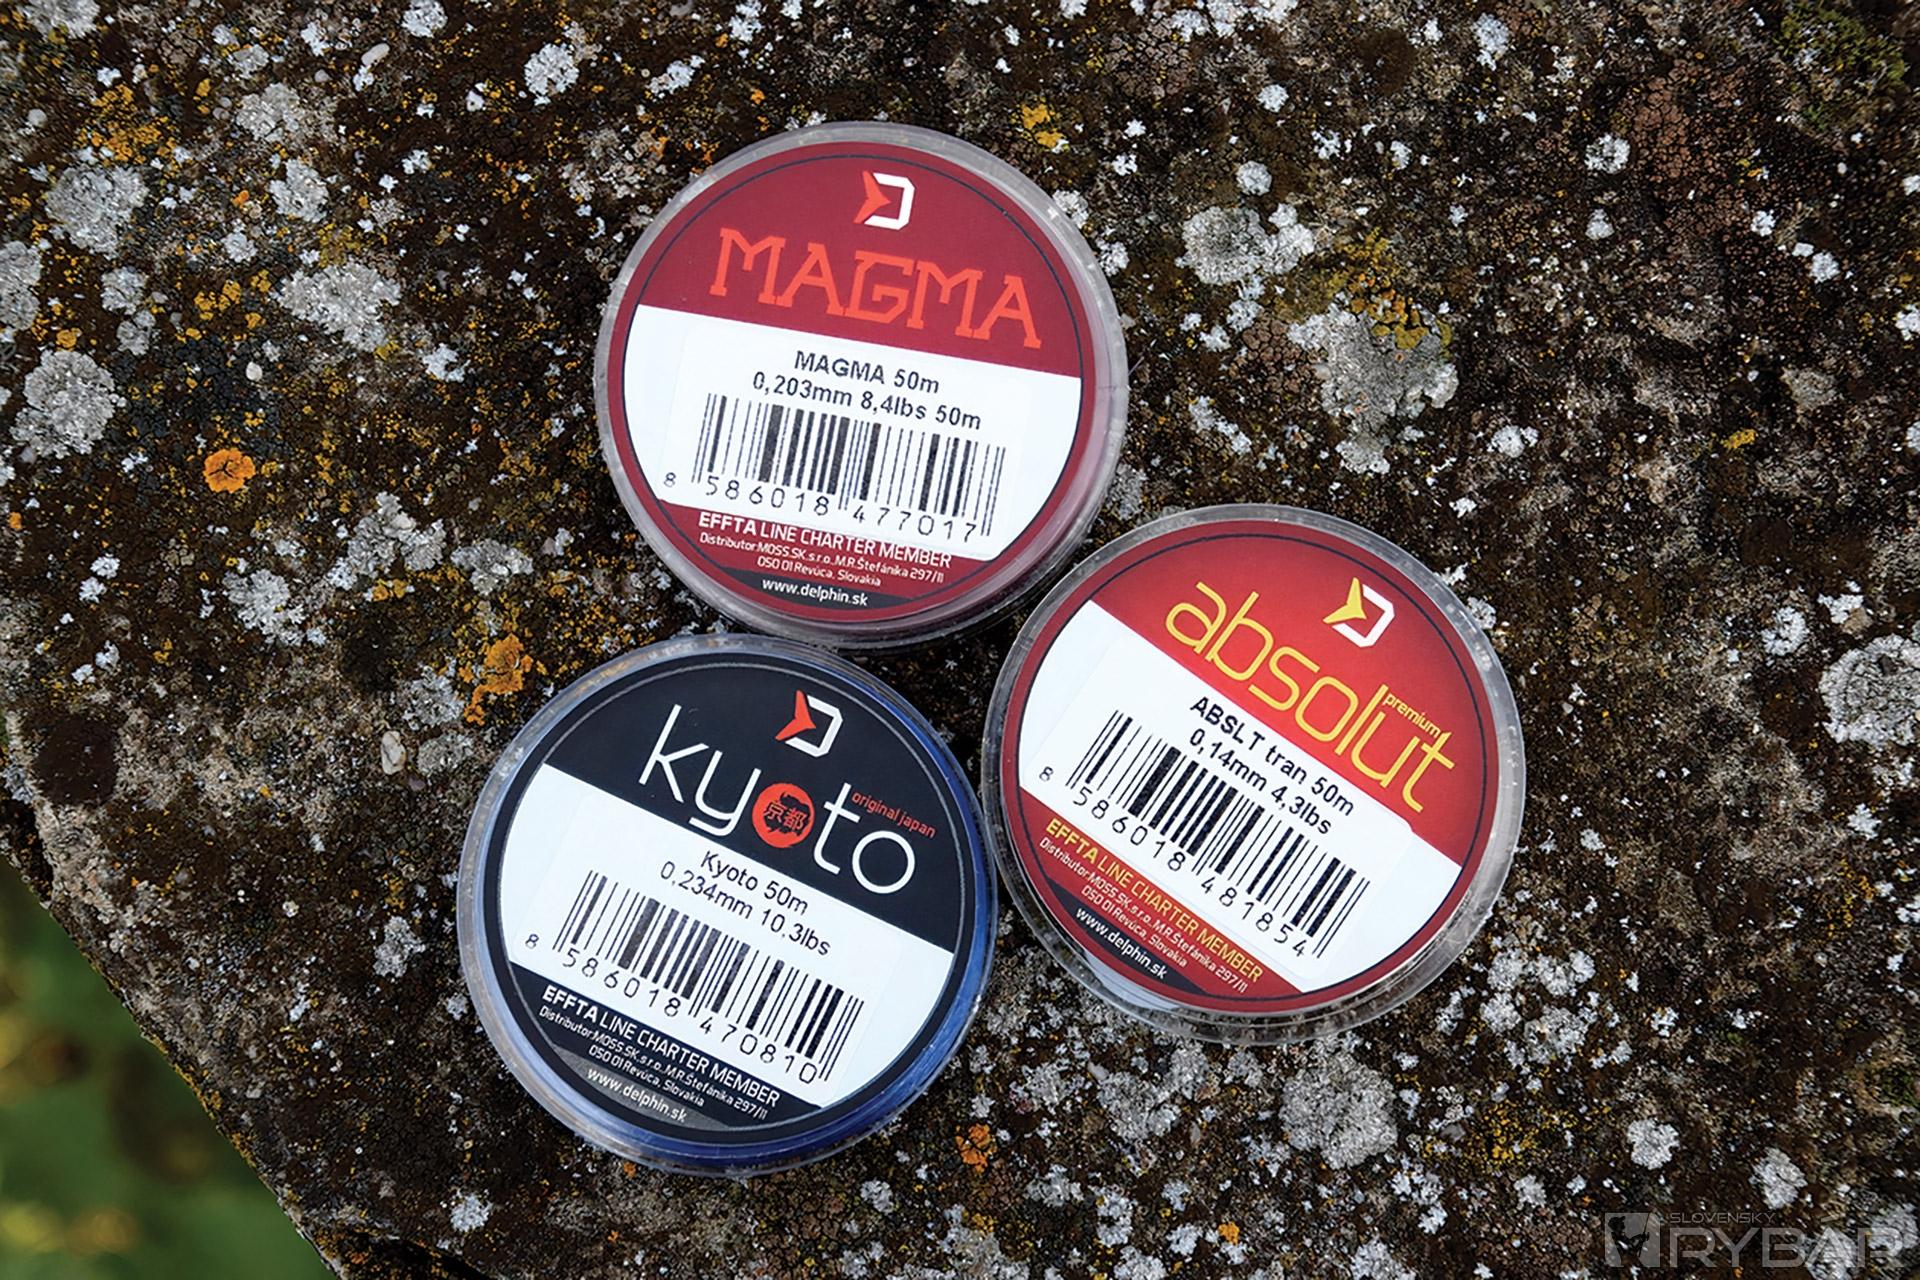 MAGMA
MAGMA 50m
0,203mm 8,4lbs 50m
8 586018 477017
EFFTA LINE CHARTER MEMBER
Distributor:MOSS.SK,s.r.o.,M.R.Štefánika 297/11
050 01 Revúca, Slovakia
www.delphin.sk
absolut
premium
ABSLT tran 50m
0,14mm 4,3lbs
8 586018 481854
EFFTA LINE CHARTER MEMBER
Distributor:MOSS.SK,s.r.o.,M.R.Štefánika 297/11
050 01 Revúca, Slovakia
www.delphin.sk
kyoto
original japan
京都
Kyoto 50m
0,234mm 10,3lbs
8 586018 470810
EFFTA LINE CHARTER MEMBER
Distributor:MOSS.SK,s.r.o.,M.R.Štefánika 297/11
050 01 Revúca, Slovakia
www.delphin.sk
SLOVENSKÝ
RYBÁR